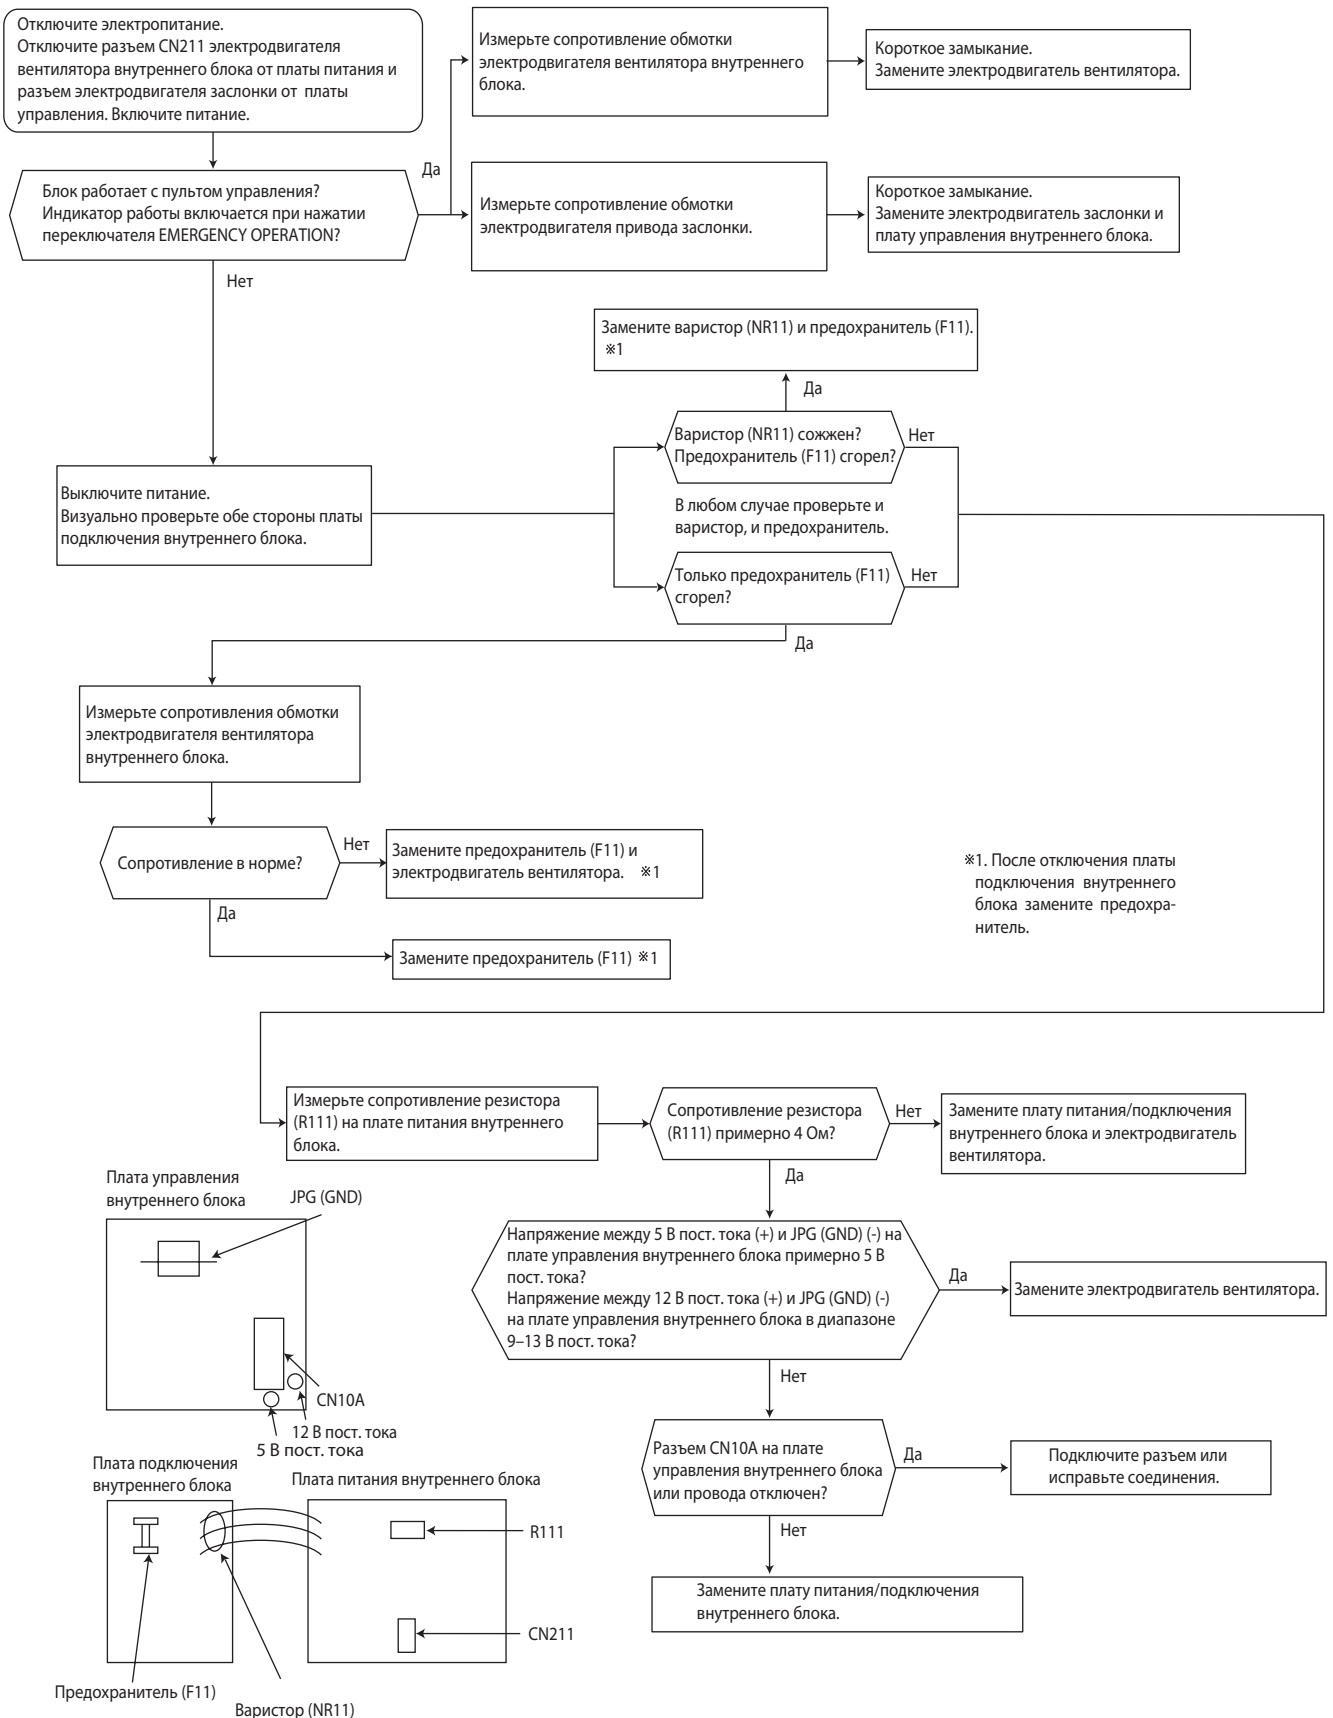 Отключите электропитание.
Отключите разъем CN211 электродвигателя
вентилятора внутреннего блока от платы питания и
разъем электродвигателя заслонки от платы
управления. Включите питание.
Измерьте сопротивление обмотки
электродвигателя вентилятора внутреннего
блока.
Короткое замыкание.
Замените электродвигатель вентилятора.
Да
Блок работает с пультом управления?
Индикатор работы включается при нажатии
переключателя EMERGENCY OPERATION?
Измерьте сопротивление обмотки
электродвигателя привода заслонки.
Короткое замыкание.
Замените электродвигатель заслонки и
плату управления внутреннего блока.
Нет
Замените варистор (NR11) и предохранитель (F11).
※1
Да
Варистор (NR11) сожжен?
Предохранитель (F11) сгорел?
Нет
Выключите питание.
Визуально проверьте обе стороны платы
подключения внутреннего блока.
В любом случае проверьте и
варистор, и предохранитель.
Только предохранитель (F11)
сгорел?
Нет
Да
Измерьте сопротивления обмотки
электродвигателя вентилятора
внутреннего блока.
Сопротивление в норме?
Нет
Замените предохранитель (F11) и
электродвигатель вентилятора. ※1
Да
Замените предохранитель (F11) ※1
※1. После отключения платы
подключения внутреннего
блока замените предохра-
нитель.
Измерьте сопротивление резистора
(R111) на плате питания внутреннего
блока.
Сопротивление резистора
(R111) примерно 4 Ом?
Нет
Замените плату питания/подключения
внутреннего блока и электродвигатель
вентилятора.
Да
Плата управления
внутреннего блока
JPG (GND)
Напряжение между 5 В пост. тока (+) и JPG (GND) (-) на
плате управления внутреннего блока примерно 5 В
пост. тока?
Напряжение между 12 В пост. тока (+) и JPG (GND) (-)
на плате управления внутреннего блока в диапазоне
9–13 В пост. тока?
Да
Замените электродвигатель вентилятора.
Нет
CN10A
12 В пост. тока
5 В пост. тока
Разъем CN10A на плате
управления внутреннего блока
или провода отключен?
Да
Подключите разъем или
исправьте соединения.
Нет
Замените плату питания/подключения
внутреннего блока.
Плата подключения
внутреннего блока
Плата питания внутреннего блока
R111
CN211
Предохранитель (F11)
Варистор (NR11)